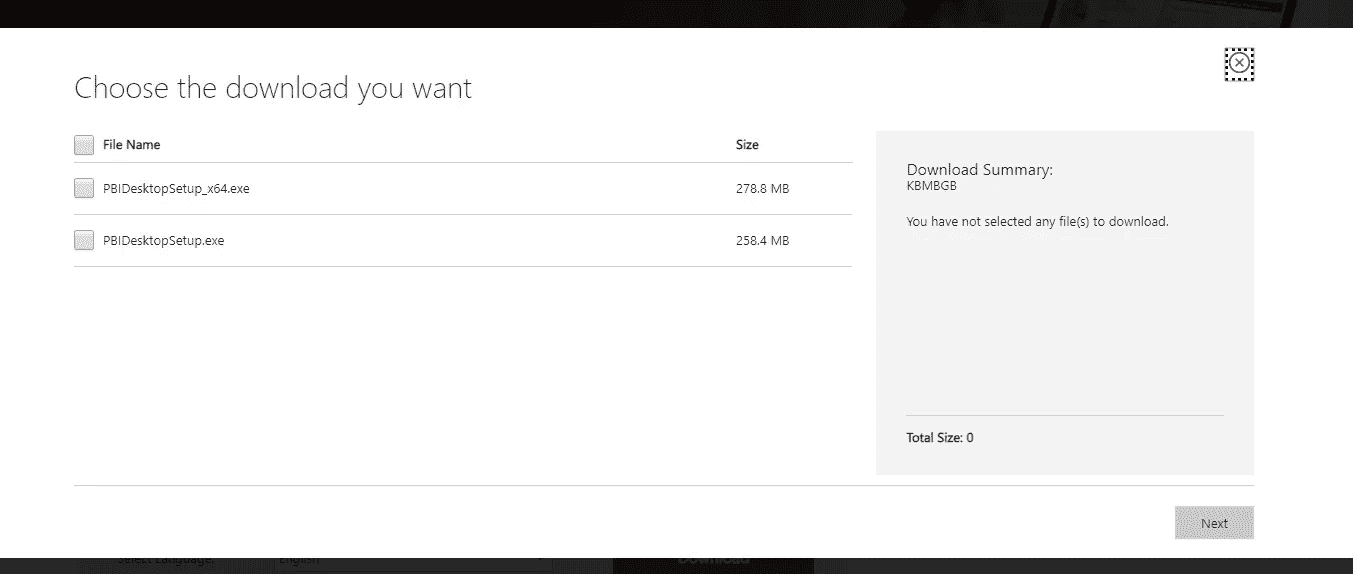 Choose the download you want
File Name Size
PBIDesktopSetup_x64.exe 278.8 MB
PBIDesktopSetup.exe 258.4 MB
Download Summary:
KBMBGB
You have not selected any file(s) to download.
Total Size: 0
Next
Select Language: English Download